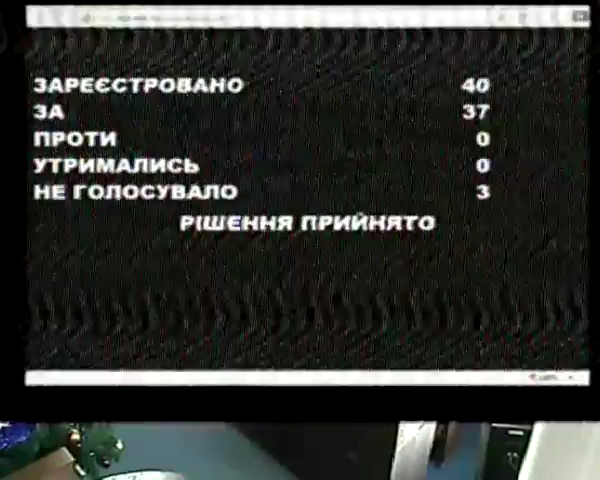 ЗАРЕЄСТРОВАНО 40
ЗА 37
ПРОТИ 0
УТРИМАЛИСЬ 0
НЕ ГОЛОСУВАЛО 3
РІШЕННЯ ПРИЙНЯТО